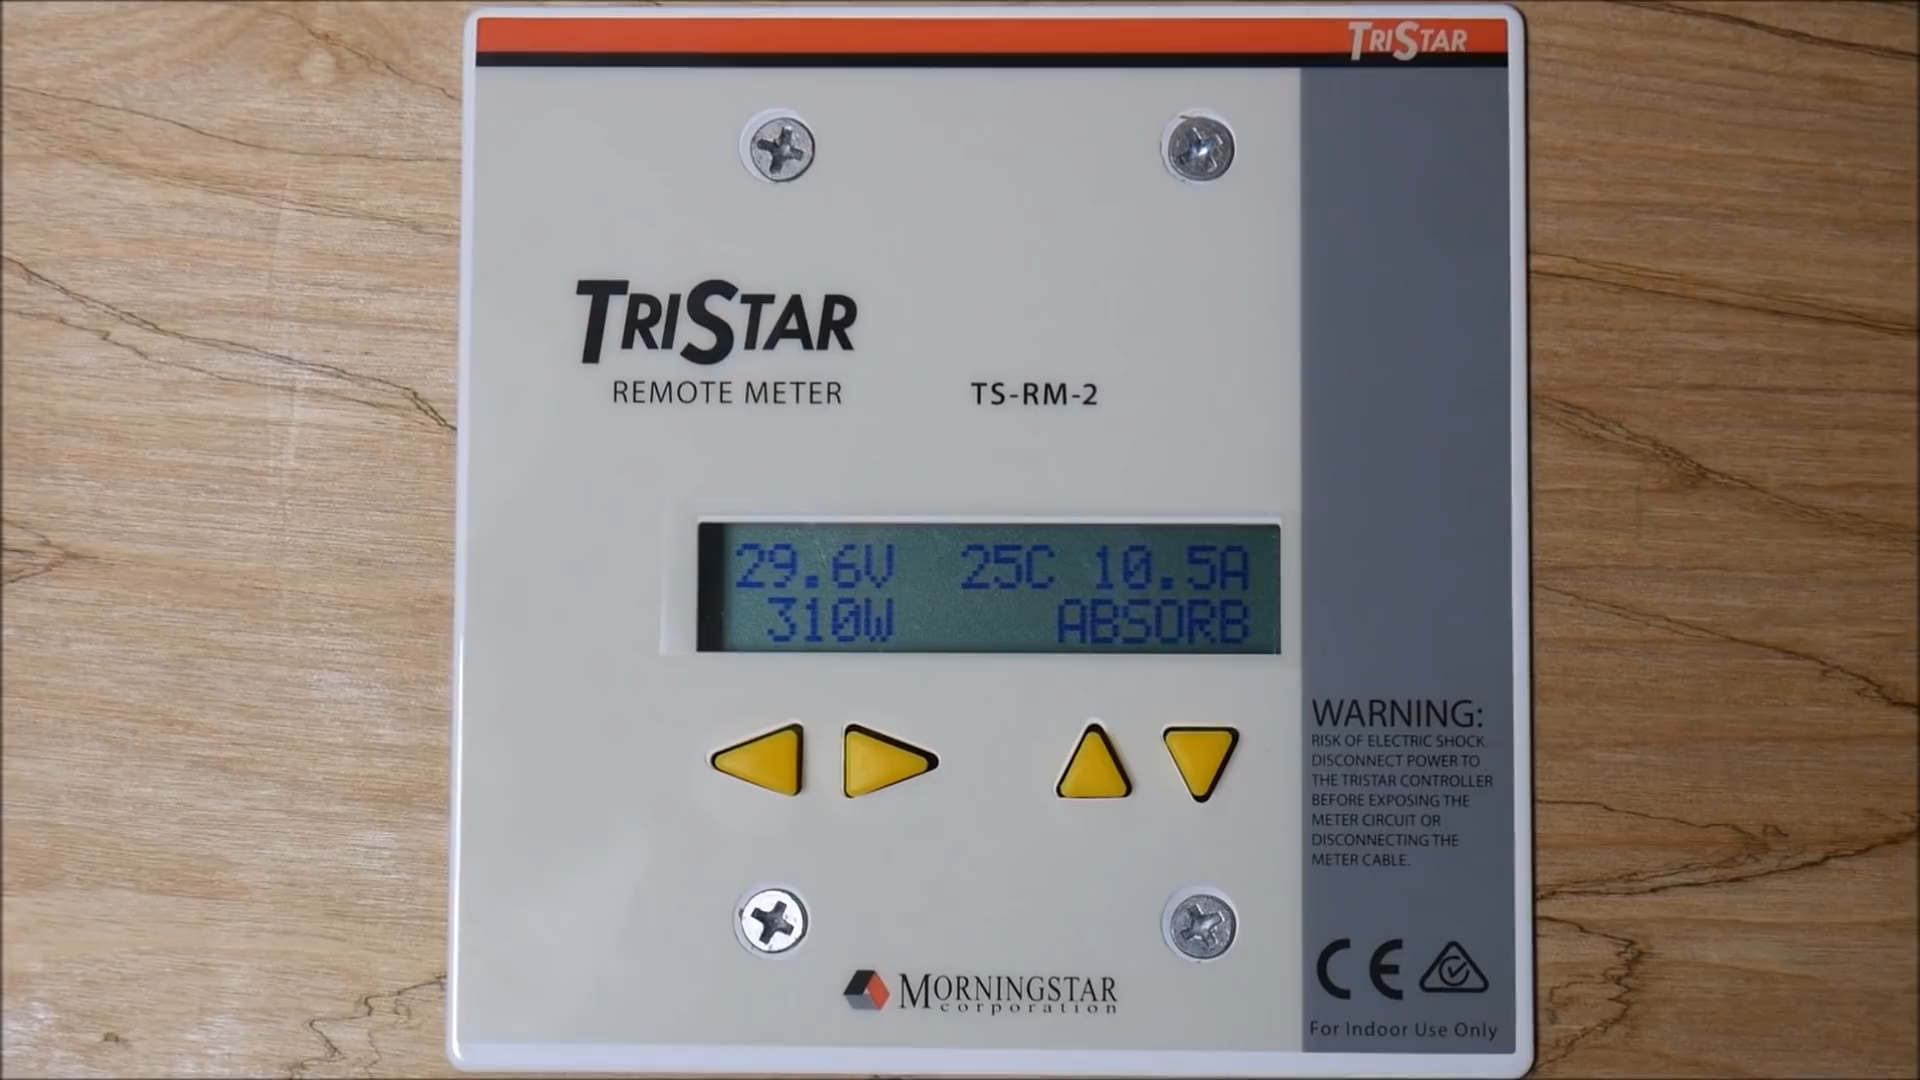 TRISTAR
TRISTAR
REMOTE METER
TS-RM-2
29.6V 25C 10.5A
310W ABSORB
WARNING:
RISK OF ELECTRIC SHOCK.
DISCONNECT POWER TO
THE TRISTAR CONTROLLER
BEFORE EXPOSING THE
METER CIRCUIT OR
DISCONNECTING THE
METER CABLE.
MORNINGSTAR
corporation
CE
For Indoor Use Only